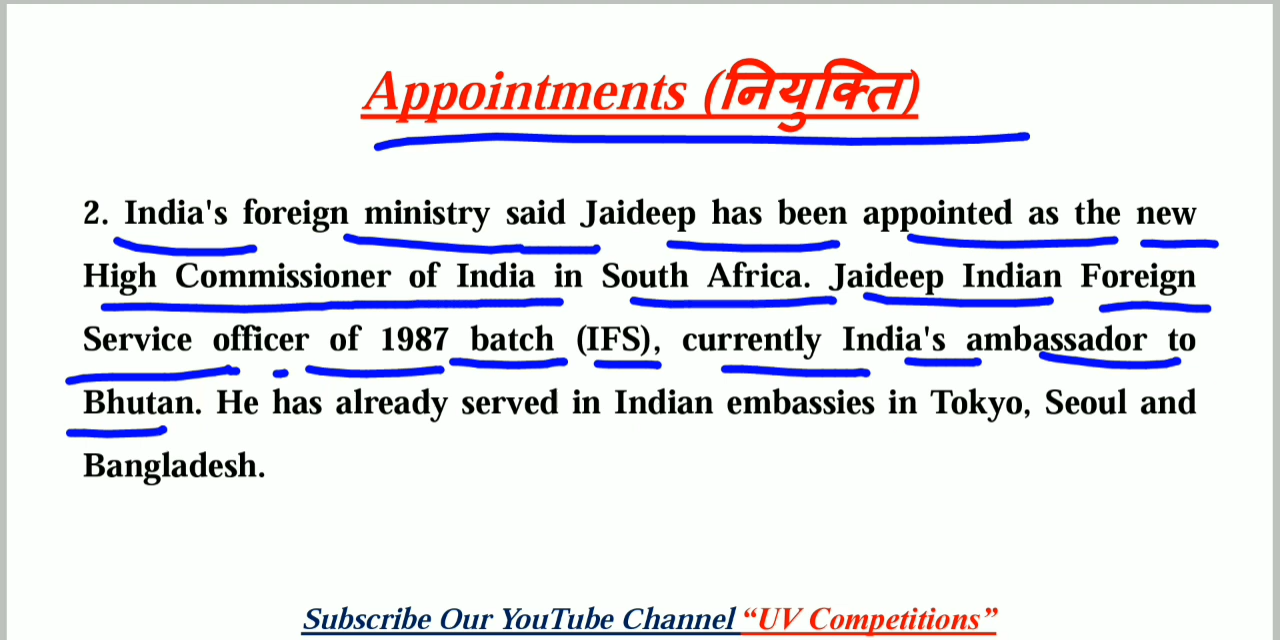 Appointments (नियुक्ति)
2. India's foreign ministry said Jaideep has been appointed as the new
High Commissioner of India in South Africa. Jaideep Indian Foreign
Service officer of 1987 batch (IFS), currently India's ambassador to
Bhutan. He has already served in Indian embassies in Tokyo, Seoul and
Bangladesh.
Subscribe Our YouTube Channel “UV Competitions”